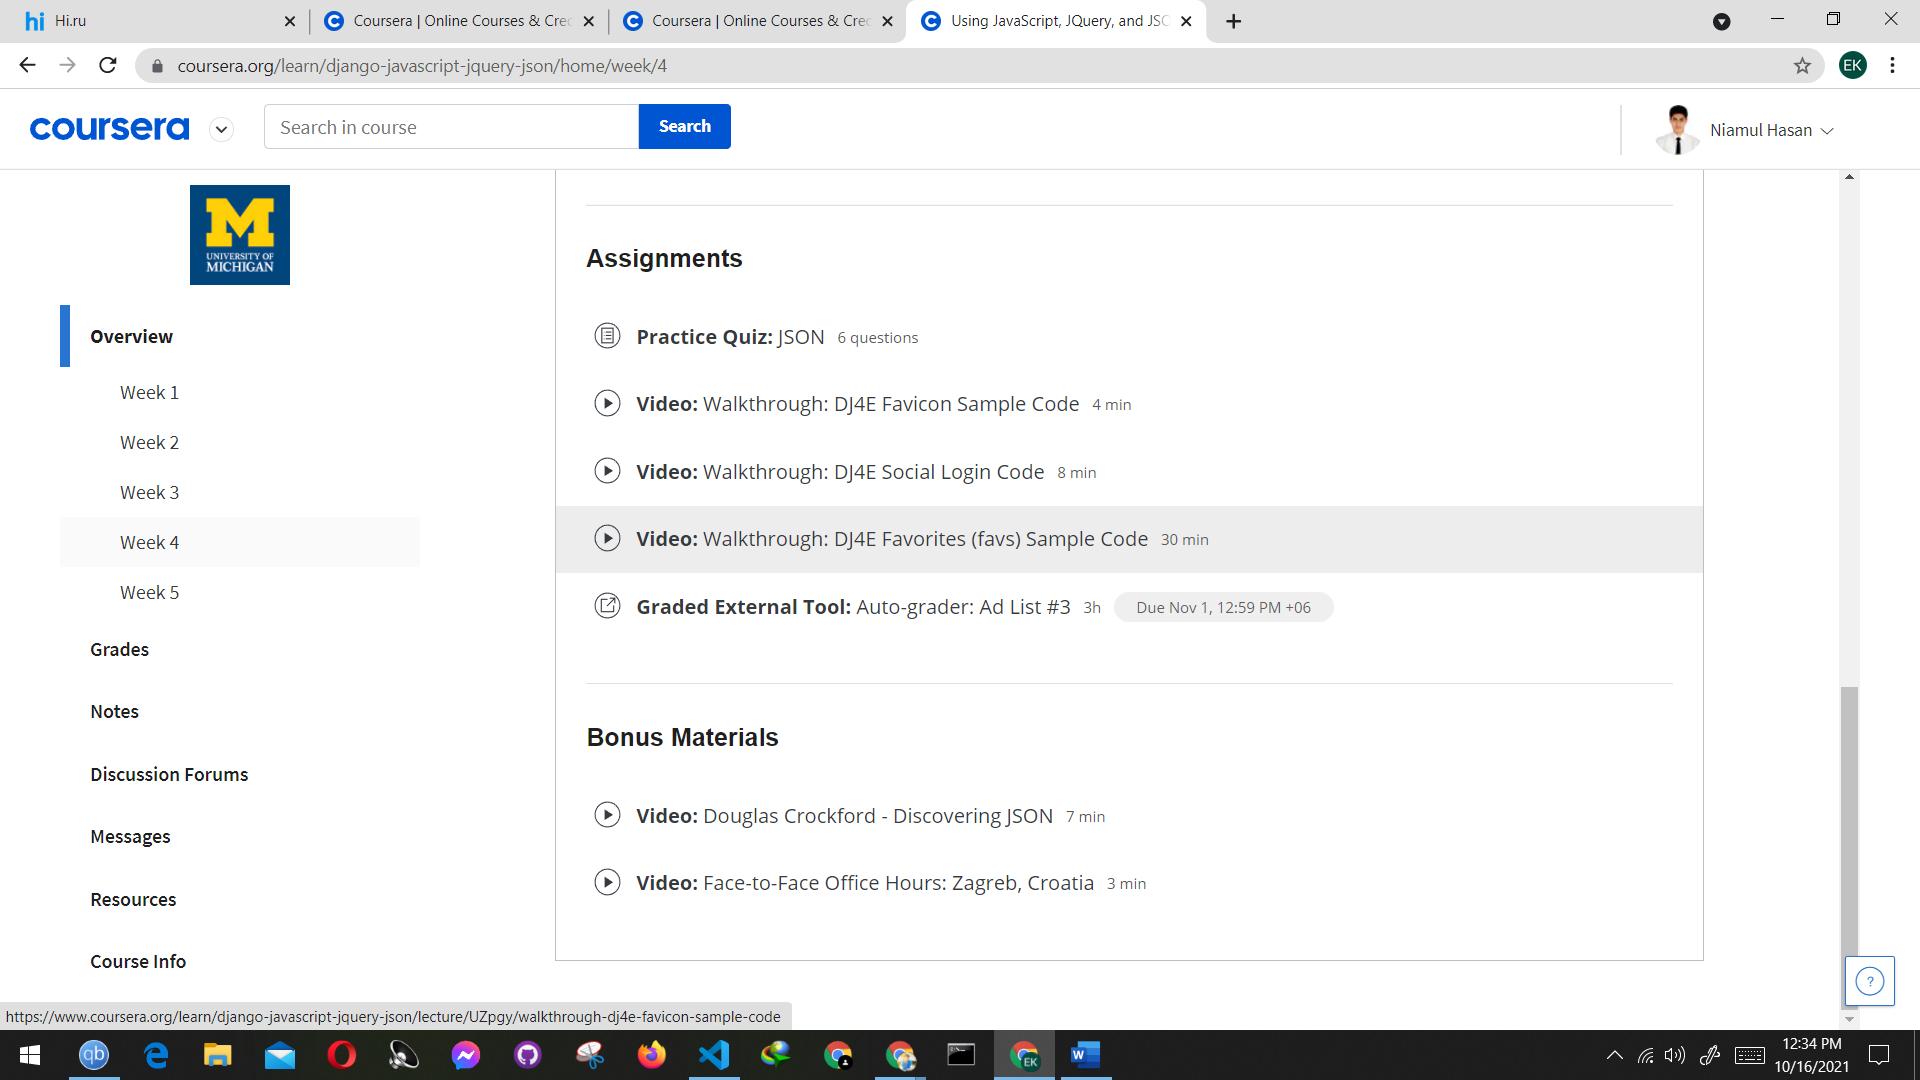 hi Hi.ru
Coursera | Online Courses & Cred
Coursera | Online Courses & Cred
Using JavaScript, JQuery, and JSO
coursera.org/learn/django-javascript-jquery-json/home/week/4
EK
coursera
Search in course
Search
Niamul Hasan
M
UNIVERSITY OF
MICHIGAN
Overview
Week 1
Week 2
Week 3
Week 4
Week 5
Grades
Notes
Discussion Forums
Messages
Resources
Course Info
Assignments
Practice Quiz: JSON 6 questions
Video: Walkthrough: DJ4E Favicon Sample Code 4 min
Video: Walkthrough: DJ4E Social Login Code 8 min
Video: Walkthrough: DJ4E Favorites (favs) Sample Code 30 min
Graded External Tool: Auto-grader: Ad List #3 3h Due Nov 1, 12:59 PM +06
Bonus Materials
Video: Douglas Crockford - Discovering JSON 7 min
Video: Face-to-Face Office Hours: Zagreb, Croatia 3 min
?
https://www.coursera.org/learn/django-javascript-jquery-json/lecture/UZpgy/walkthrough-dj4e-favicon-sample-code
qb
EK
W
12:34 PM
10/16/2021